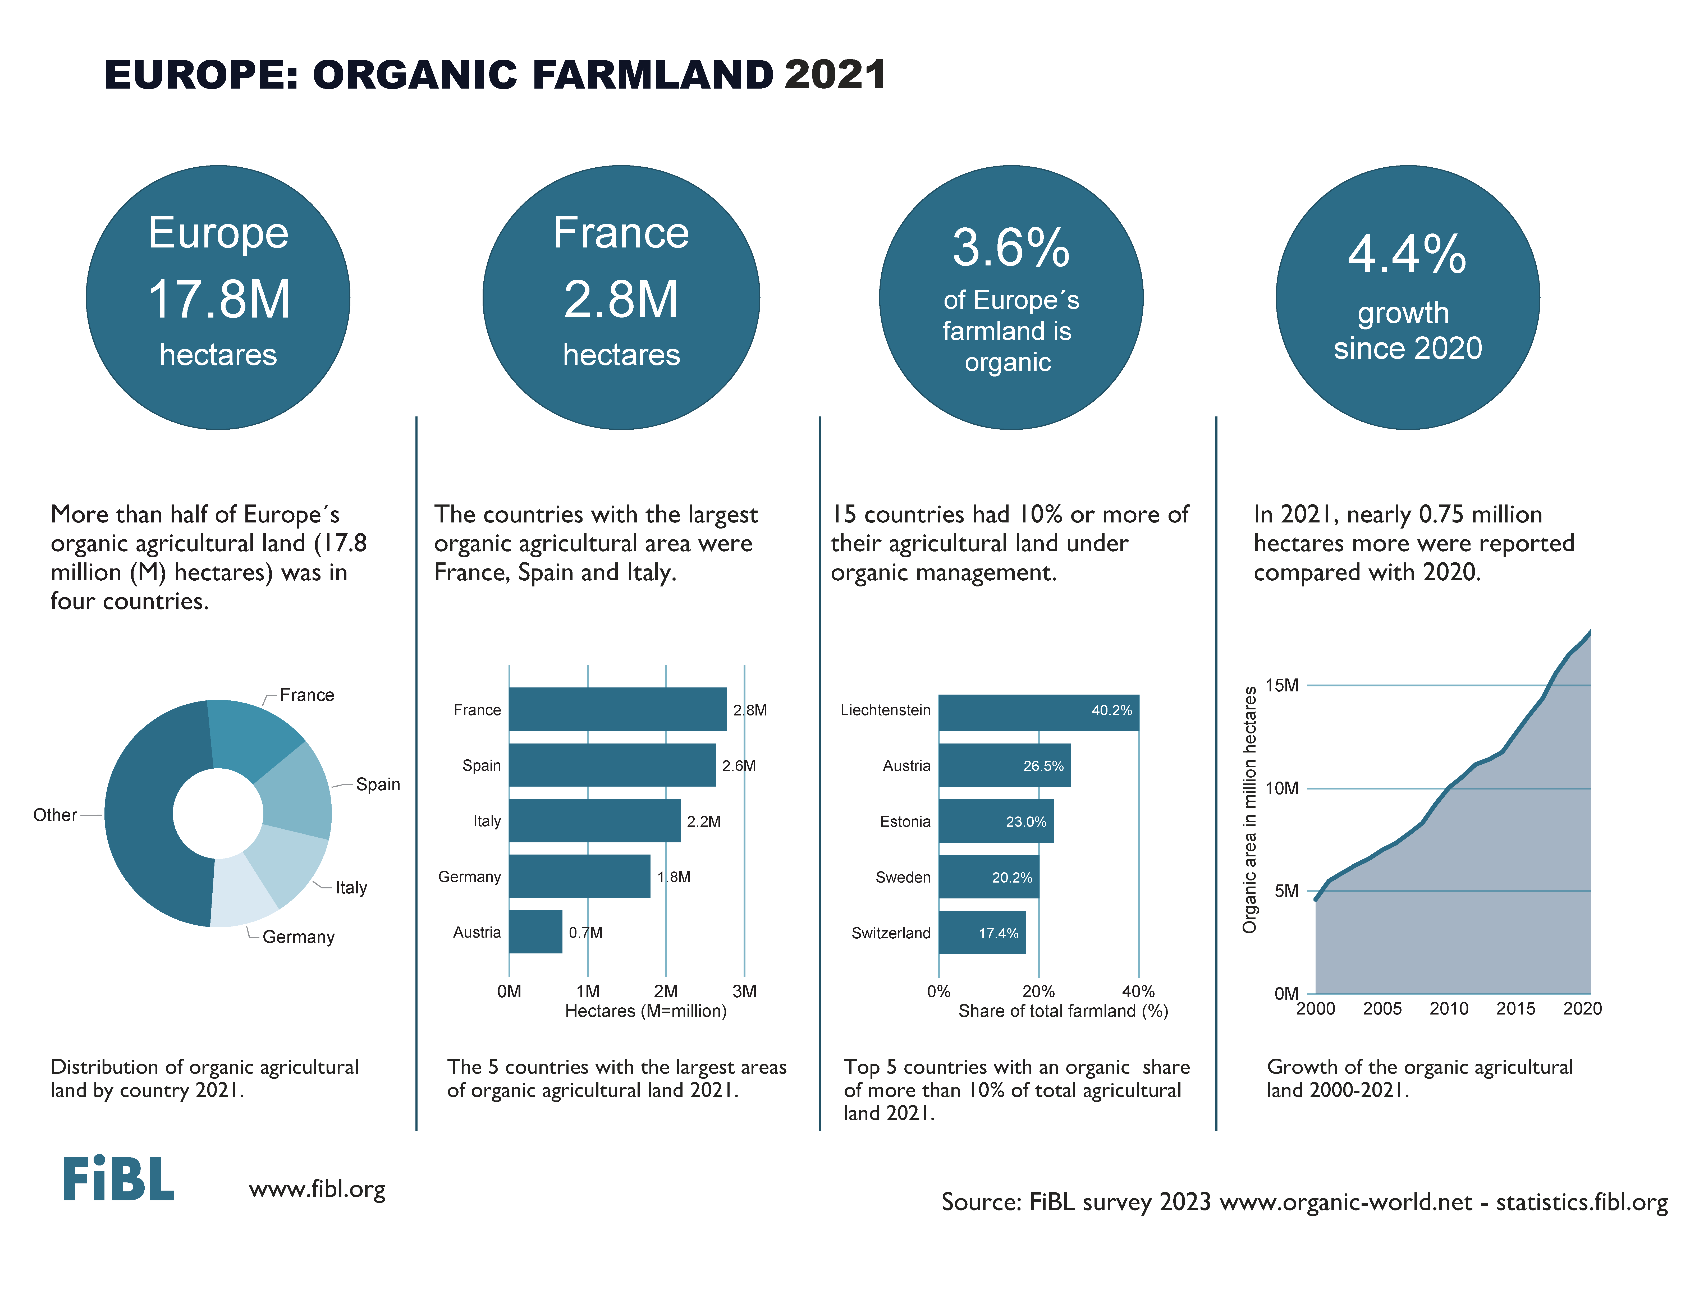 EUROPE: ORGANIC FARMLAND 2021
Europe
17.8M
hectares
France
2.8M
hectares
3.6%
of Europe´s
farmland is
organic
4.4%
growth
since 2020
More than half of Europe´s
organic agricultural land (17.8
million (M) hectares) was in
four countries.
France
Spain
Other
Italy
Germany
Distribution of organic agricultural
land by country 2021.
The countries with the largest
organic agricultural area were
France, Spain and Italy.
France 2.8M
Spain 2.6M
Italy 2.2M
Germany 1.8M
Austria 0.7M
0M 1M 2M 3M
Hectares (M=million)
The 5 countries with the largest areas
of organic agricultural land 2021.
15 countries had 10% or more of
their agricultural land under
organic management.
Liechtenstein 40.2%
Austria 26.5%
Estonia 23.0%
Sweden 20.2%
Switzerland 17.4%
0% 20% 40%
Share of total farmland (%)
Top 5 countries with an organic share
of more than 10% of total agricultural
land 2021.
In 2021, nearly 0.75 million
hectares more were reported
compared with 2020.
Organic area in million hectares
15M
10M
5M
0M
2000 2005 2010 2015 2020
Growth of the organic agricultural
land 2000-2021.
FiBL
www.fibl.org
Source: FiBL survey 2023 www.organic-world.net - statistics.fibl.org